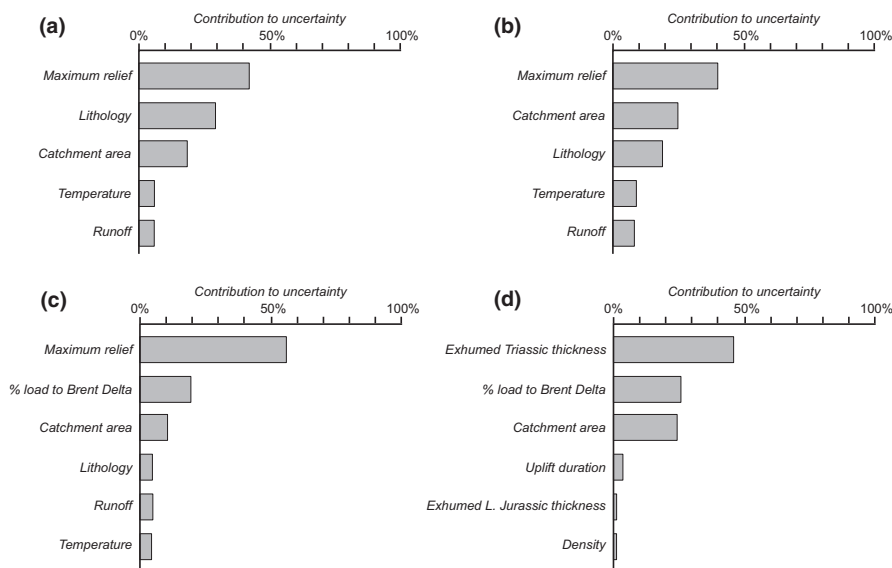 (a)
Contribution to uncertainty
0% 50% 100%
Maximum relief
Lithology
Catchment area
Temperature
Runoff
(b)
Contribution to uncertainty
0% 50% 100%
Maximum relief
Catchment area
Lithology
Temperature
Runoff
(c)
Contribution to uncertainty
0% 50% 100%
Maximum relief
% load to Brent Delta
Catchment area
Lithology
Runoff
Temperature
(d)
Contribution to uncertainty
0% 50% 100%
Exhumed Triassic thickness
% load to Brent Delta
Catchment area
Uplift duration
Exhumed L. Jurassic thickness
Density